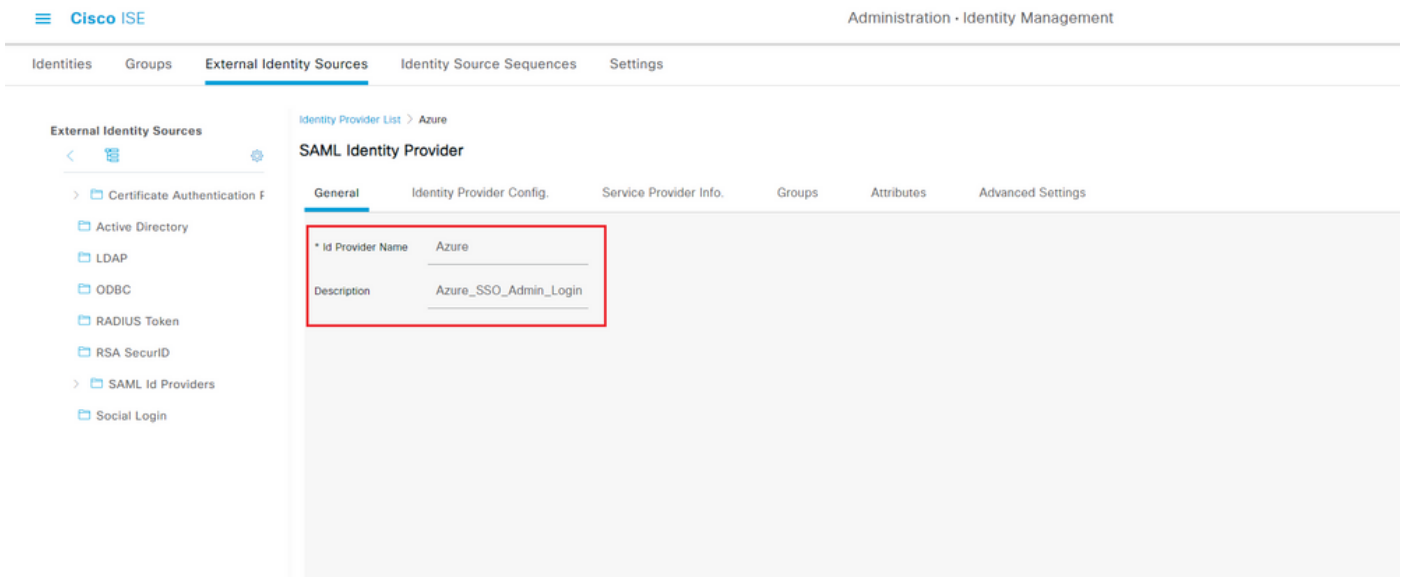 Cisco ISE
Administration · Identity Management
Identities Groups External Identity Sources Identity Source Sequences Settings
External Identity Sources
Certificate Authentication F
Active Directory
LDAP
ODBC
RADIUS Token
RSA SecurID
SAML Id Providers
Social Login
Identity Provider List > Azure
SAML Identity Provider
General Identity Provider Config. Service Provider Info. Groups Attributes Advanced Settings
* Id Provider Name Azure
Description Azure_SSO_Admin_Login